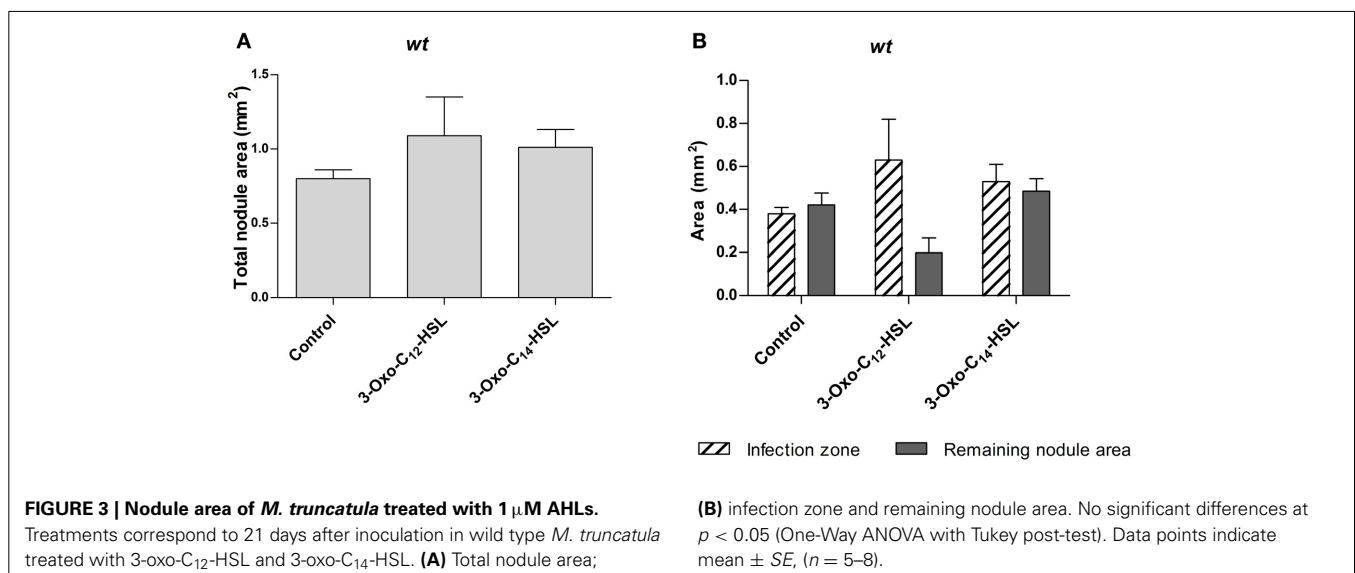 A
wt
Total nodule area (mm²)
1.5
1.0
0.5
0.0
Control
3-Oxo-C₁₂-HSL
3-Oxo-C₁₄-HSL
B
wt
Area (mm²)
1.0
0.8
0.6
0.4
0.2
0.0
Control
3-Oxo-C₁₂-HSL
3-Oxo-C₁₄-HSL
Infection zone
Remaining nodule area
FIGURE 3 | Nodule area of M. truncatula treated with 1 μM AHLs.
Treatments correspond to 21 days after inoculation in wild type M. truncatula
treated with 3-oxo-C₁₂-HSL and 3-oxo-C₁₄-HSL. (A) Total nodule area;
(B) infection zone and remaining nodule area. No significant differences at
p < 0.05 (One-Way ANOVA with Tukey post-test). Data points indicate
mean ± SE, (n = 5–8).